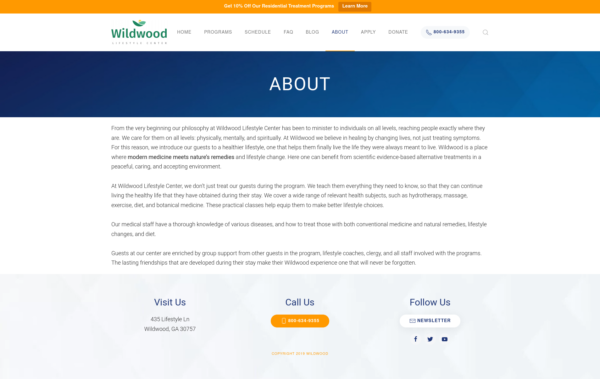 Get 10% Off Our Residential Treatment Programs Learn More
Wildwood
LIFESTYLE CENTER
HOME PROGRAMS SCHEDULE FAQ BLOG ABOUT APPLY DONATE 800-634-9355
ABOUT
From the very beginning our philosophy at Wildwood Lifestyle Center has been to minister to individuals on all levels, reaching people exactly where they
are. We care for them on all levels: physically, mentally, and spiritually. At Wildwood we believe in healing by changing lives, not just treating symptoms.
For this reason, we introduce our guests to a healthier lifestyle, one that helps them finally live the life they were always meant to live. Wildwood is a place
where modern medicine meets nature's remedies and lifestyle change. Here one can benefit from scientific evidence-based alternative treatments in a
peaceful, caring, and accepting environment.
At Wildwood Lifestyle Center, we don't just treat our guests during the program. We teach them everything they need to know, so that they can continue
living the healthy life that they have obtained during their stay. We cover a wide range of relevant health subjects, such as hydrotherapy, massage,
exercise, diet, and botanical medicine. These practical classes help equip them to make better lifestyle choices.
Our medical staff have a thorough knowledge of various diseases, and how to treat those with both conventional medicine and natural remedies, lifestyle
changes, and diet.
Guests at our center are enriched by group support from other guests in the program, lifestyle coaches, clergy, and all staff involved with the programs.
The lasting friendships that are developed during their stay make their Wildwood experience one that will never be forgotten.
Visit Us Call Us Follow Us
435 Lifestyle Ln 800-634-9355 NEWSLETTER
Wildwood, GA 30757
COPYRIGHT 2019 WILDWOOD